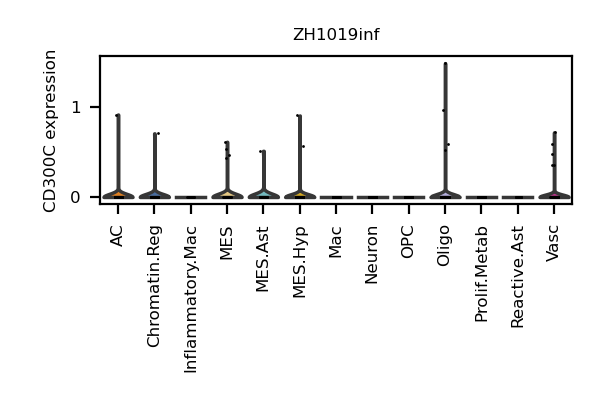 ZH1019inf
CD300C expression
1
0
AC
Chromatin.Reg
Inflammatory.Mac
MES
MES.Ast
MES.Hyp
Mac
Neuron
OPC
Oligo
Prolif.Metab
Reactive.Ast
Vasc